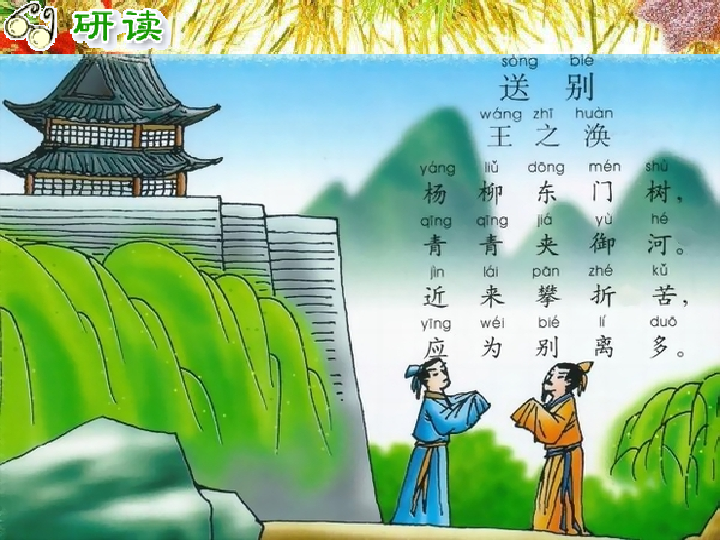 研读
sòng bié
送 别
wáng zhī huàn
王 之 涣
yáng liǔ dōng mén shù
杨 柳 东 门 树，
qīng qīng jiá yù hé
青 青 夹 御 河。
jìn lái pān zhé kǔ
近 来 攀 折 苦，
yīng wéi bié lí duó
应 为 别 离 多。